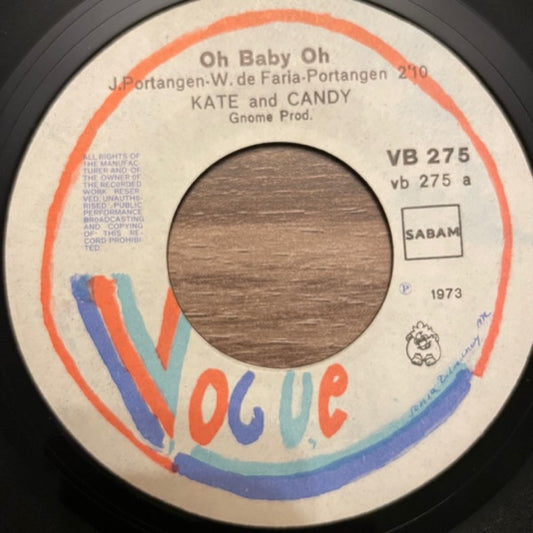 Oh Baby Oh
J.Portangen-W. de Faria-Portangen 2'10
KATE and CANDY
Gnome Prod.
ALL RIGHTS OF
THE MANUFAC-
TURER AND OF
THE OWNER OF
THE RECORDED
WORK RESER
VED. UNAUTHO-
RISED PUBLIC
PERFORMANCE
BROADCASTING
AND COPYING
OF THIS RE-
CORD PROHIBI
TED.
VB 275
vb 275 a
SABAM
℗ 1973
VOGUE